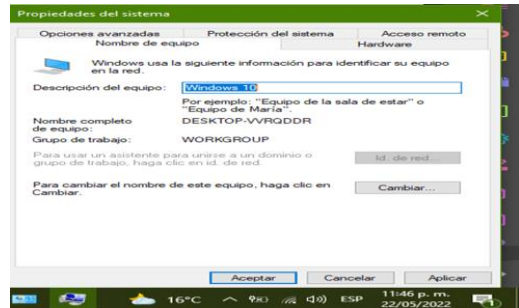 Propiedades del sistema
Opciones avanzadas Protección del sistema Acceso remoto
Nombre de equipo Hardware
Windows usa la siguiente información para identificar su equipo
en la red.
Descripción del equipo: Windows 10
Por ejemplo: "Equipo de la sala de estar" o
"Equipo de María".
Nombre completo DESKTOP-VVRQDDR
de equipo:
Grupo de trabajo: WORKGROUP
Para usar un asistente para unirse a un dominio o
grupo de trabajo, haga clic en id. de red.
Id. de red...
Para cambiar el nombre de este equipo, haga clic en
Cambiar.
Cambiar...
Aceptar Cancelar Aplicar
16°C ESP 11:46 p. m.
22/05/2022